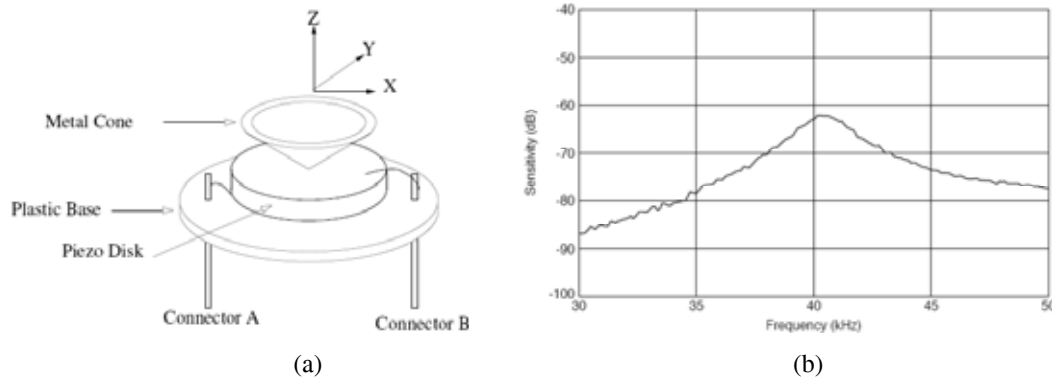 Z
Y
X
Metal Cone
Plastic Base
Piezo Disk
Connector A
Connector B
(a)
-40
-50
-60
-70
-80
-90
-100
Sensitivity (dB)
30
35
40
45
50
Frequency (kHz)
(b)